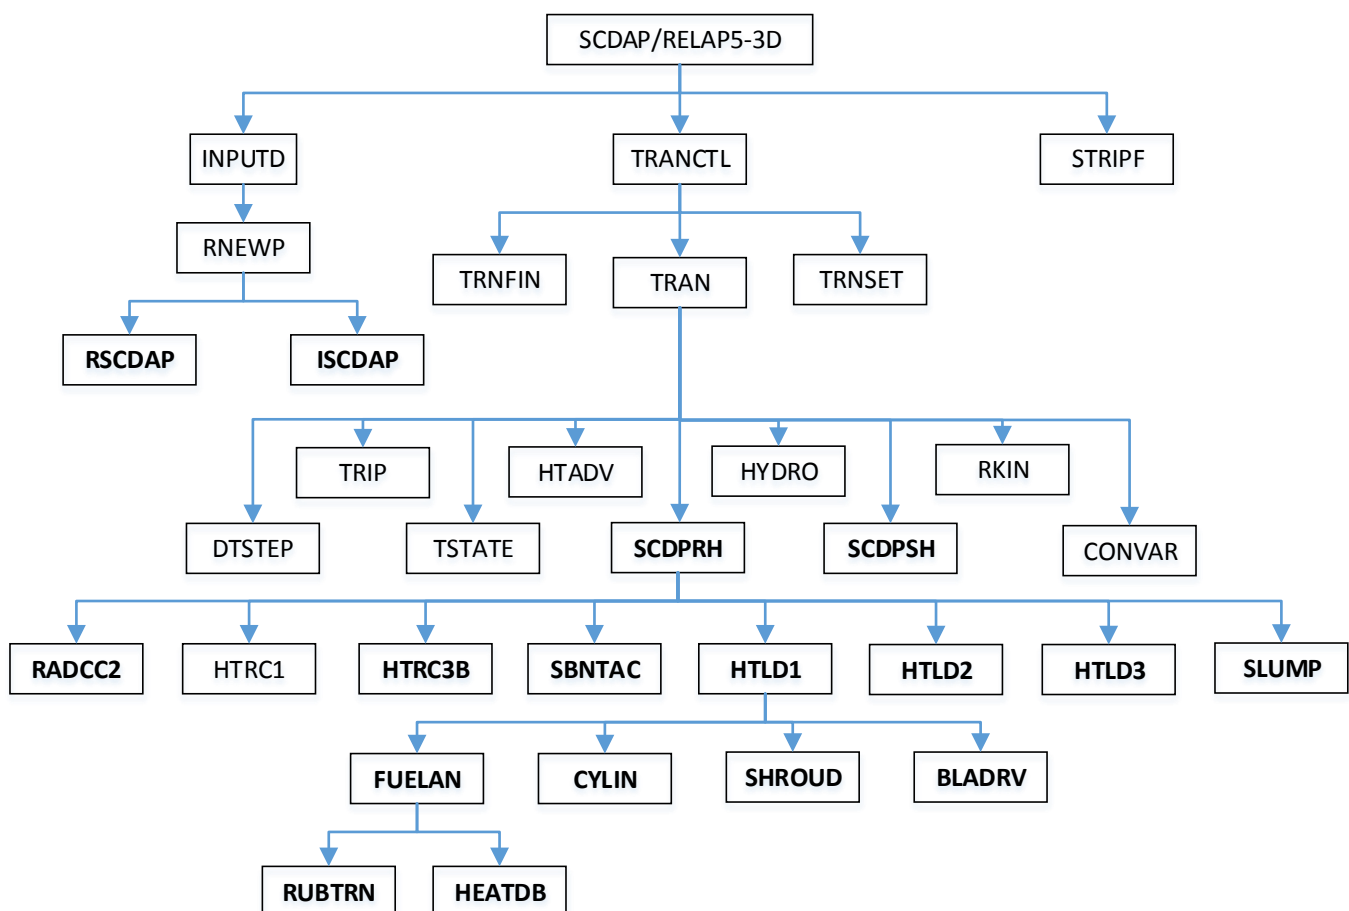 SCDAP/RELAP5-3D
INPUTD
TRANCTL
STRIPF
RNEWP
TRNFIN
TRAN
TRNSET
RSCDAP
ISCDAP
TRIP
HTADV
HYDRO
RKIN
DTSTEP
TSTATE
SCDPRH
SCDPSH
CONVAR
RADCC2
HTRC1
HTRC3B
SBNTAC
HTLD1
HTLD2
HTLD3
SLUMP
FUELAN
CYLIN
SHROUD
BLADRV
RUBTRN
HEATDB